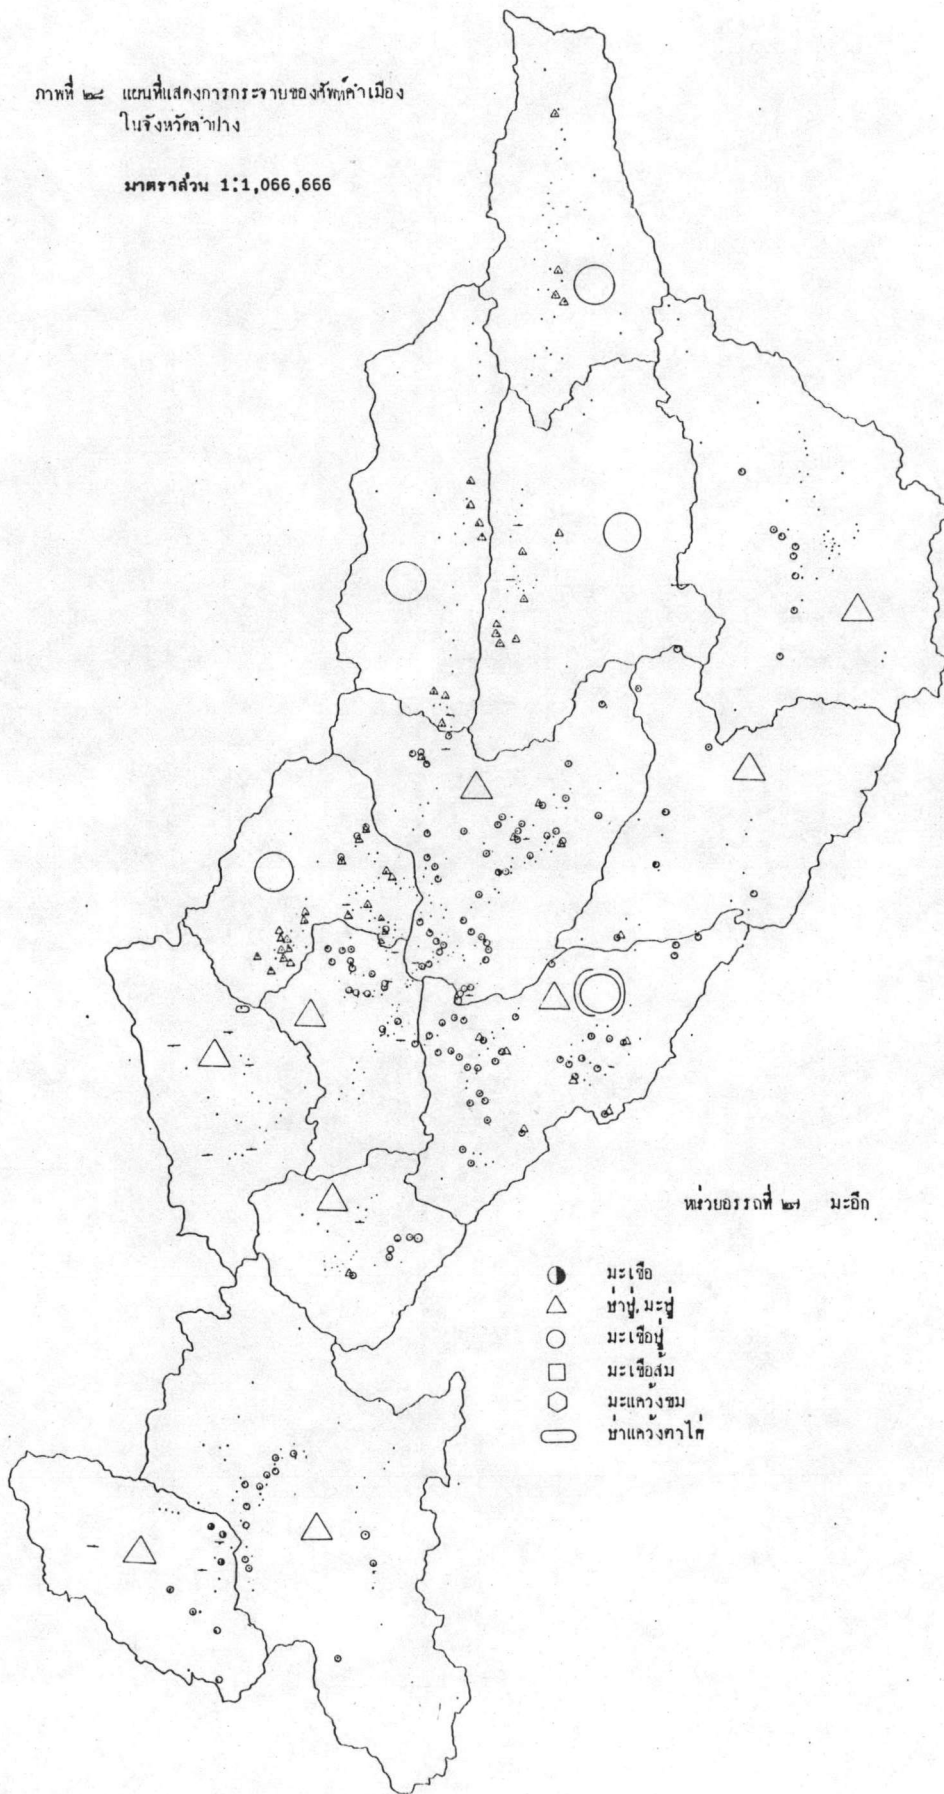 ภาพที่ ๒๘ แผนที่แสดงการกระจายของศัพท์คำเมือง
ในจังหวัดลำปาง
มาตราส่วน 1:1,066,666
หน่วยอรรถที่ ๒๗ มะอึก
มะเขือ
บ่าปู่, มะปู่
มะเขือปู่
มะเขือส้ม
มะแคว้งขม
บ่าแคว้งตาไก่